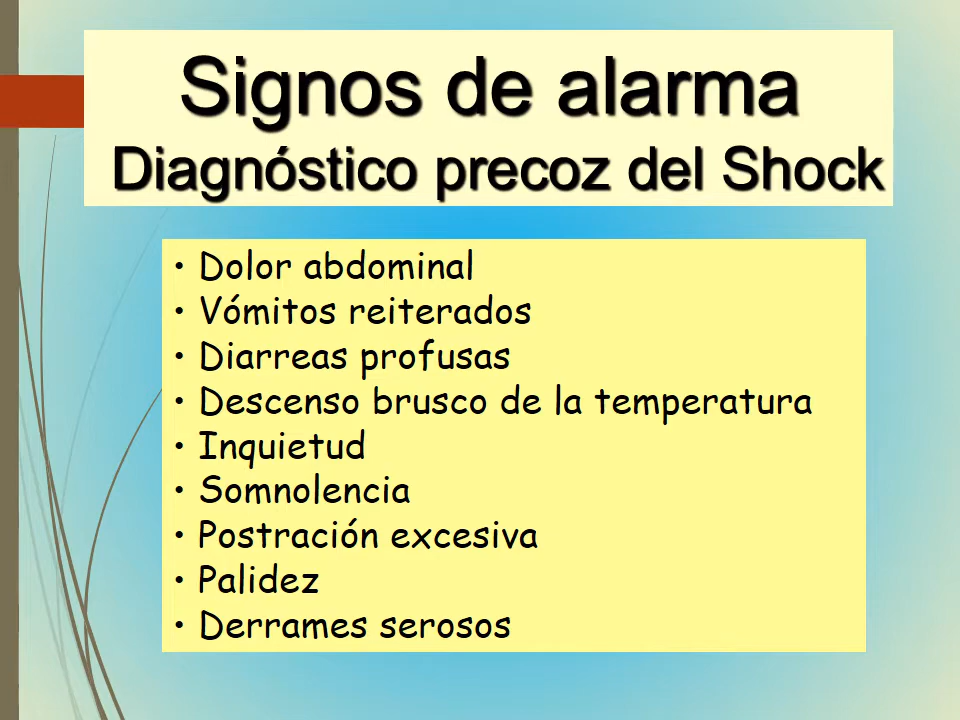 Signos de alarma
Diagnóstico precoz del Shock
• Dolor abdominal
• Vómitos reiterados
• Diarreas profusas
• Descenso brusco de la temperatura
• Inquietud
• Somnolencia
• Postración excesiva
• Palidez
• Derrames serosos